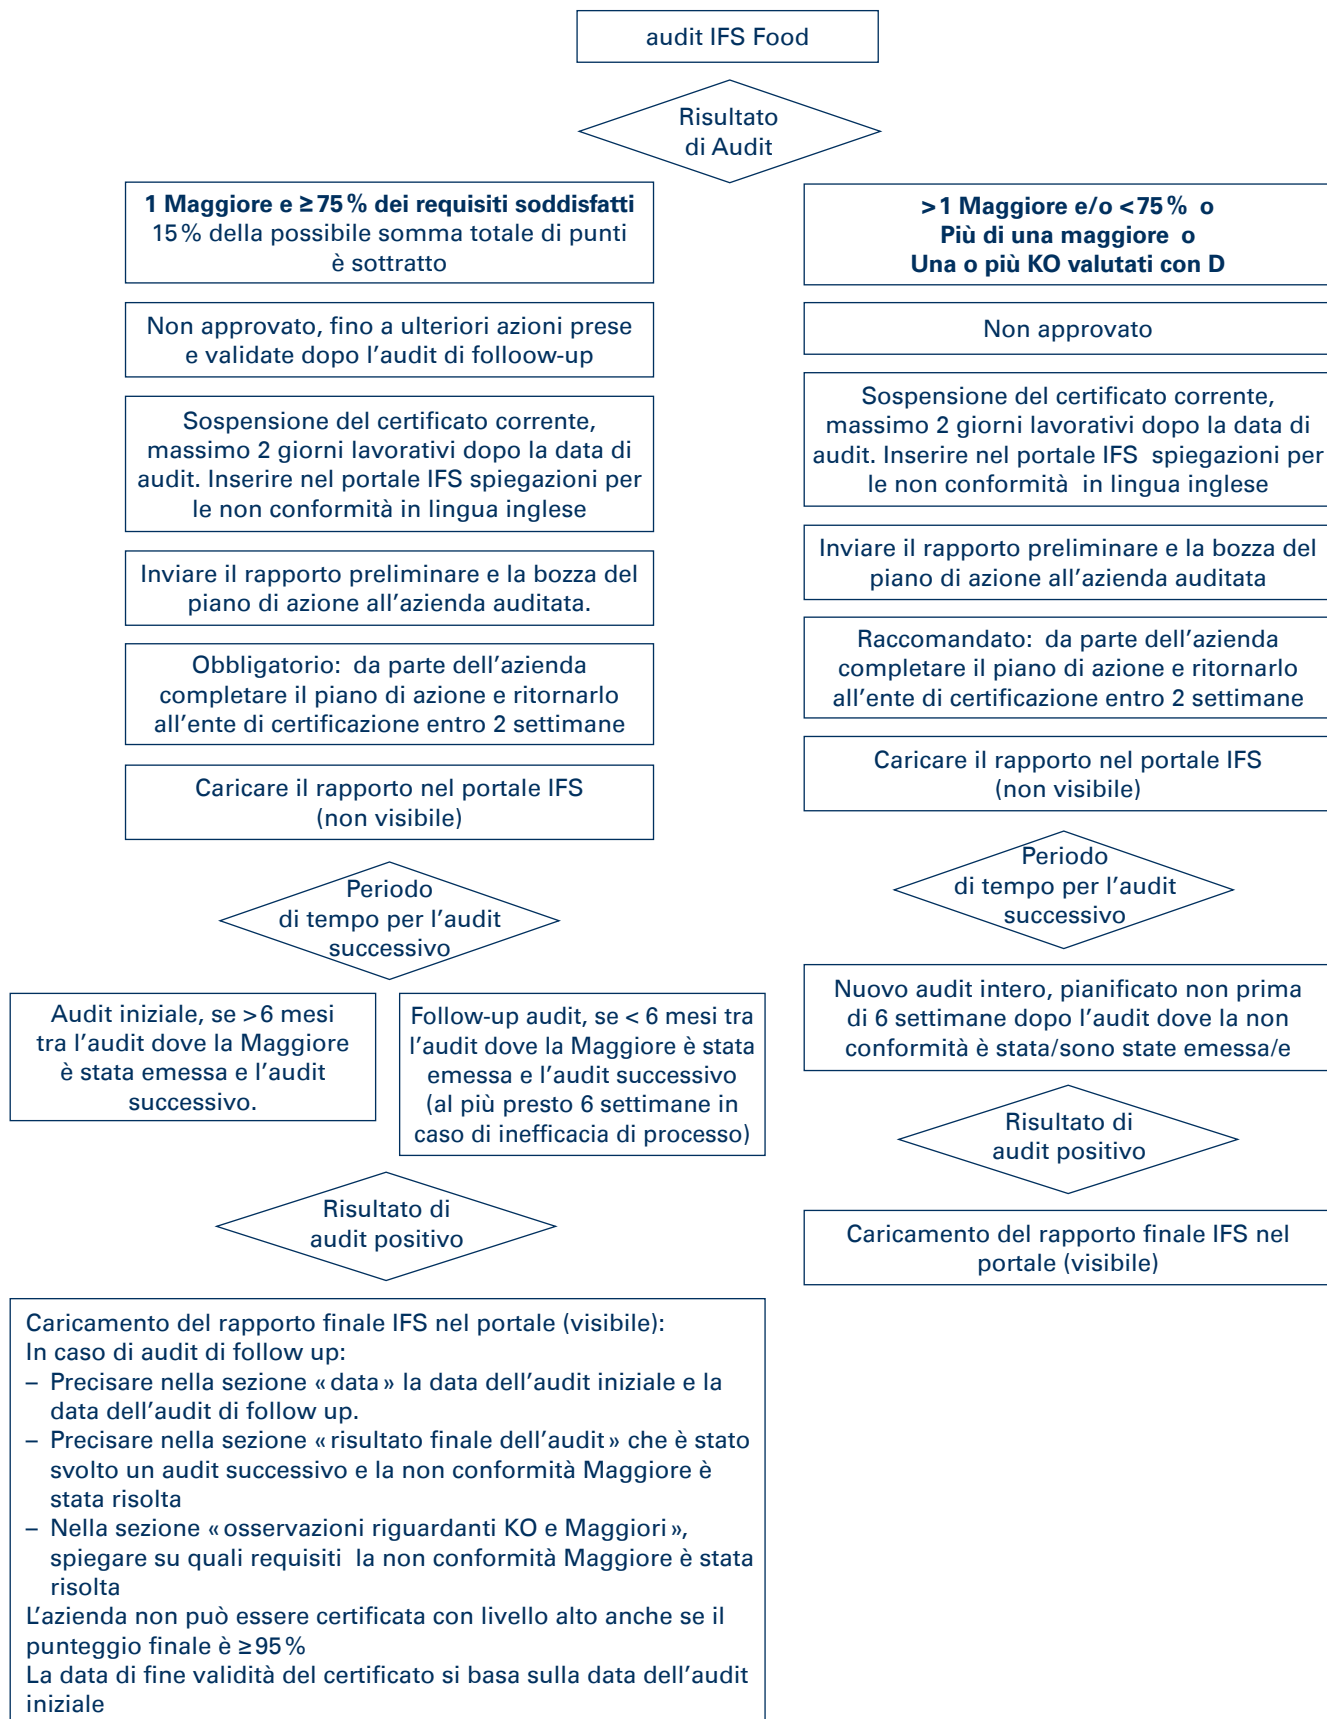 audit IFS Food
Risultato
di Audit
1 Maggiore e ≥75% dei requisiti soddisfatti
15% della possibile somma totale di punti
è sottratto
Non approvato, fino a ulteriori azioni prese
e validate dopo l'audit di folloow-up
Sospensione del certificato corrente,
massimo 2 giorni lavorativi dopo la data di
audit. Inserire nel portale IFS spiegazioni per
le non conformità in lingua inglese
Inviare il rapporto preliminare e la bozza del
piano di azione all'azienda auditata.
Obbligatorio: da parte dell'azienda
completare il piano di azione e ritornarlo
all'ente di certificazione entro 2 settimane
Caricare il rapporto nel portale IFS
(non visibile)
Periodo
di tempo per l'audit
successivo
Audit iniziale, se >6 mesi
tra l'audit dove la Maggiore
è stata emessa e l'audit
successivo.
Follow-up audit, se < 6 mesi tra
l'audit dove la Maggiore è stata
emessa e l'audit successivo
(al più presto 6 settimane in
caso di inefficacia di processo)
Risultato di
audit positivo
Caricamento del rapporto finale IFS nel portale (visibile):
In caso di audit di follow up:
– Precisare nella sezione «data» la data dell'audit iniziale e la
data dell'audit di follow up.
– Precisare nella sezione «risultato finale dell'audit» che è stato
svolto un audit successivo e la non conformità Maggiore è
stata risolta
– Nella sezione «osservazioni riguardanti KO e Maggiori»,
spiegare su quali requisiti la non conformità Maggiore è stata
risolta
L'azienda non può essere certificata con livello alto anche se il
punteggio finale è ≥95%
La data di fine validità del certificato si basa sulla data dell'audit
iniziale
>1 Maggiore e/o <75% o
Più di una maggiore o
Una o più KO valutati con D
Non approvato
Sospensione del certificato corrente,
massimo 2 giorni lavorativi dopo la data di
audit. Inserire nel portale IFS spiegazioni per
le non conformità in lingua inglese
Inviare il rapporto preliminare e la bozza del
piano di azione all'azienda auditata
Raccomandato: da parte dell'azienda
completare il piano di azione e ritornarlo
all'ente di certificazione entro 2 settimane
Caricare il rapporto nel portale IFS
(non visibile)
Periodo
di tempo per l'audit
successivo
Nuovo audit intero, pianificato non prima
di 6 settimane dopo l'audit dove la non
conformità è stata/sono state emessa/e
Risultato di
audit positivo
Caricamento del rapporto finale IFS nel
portale (visibile)